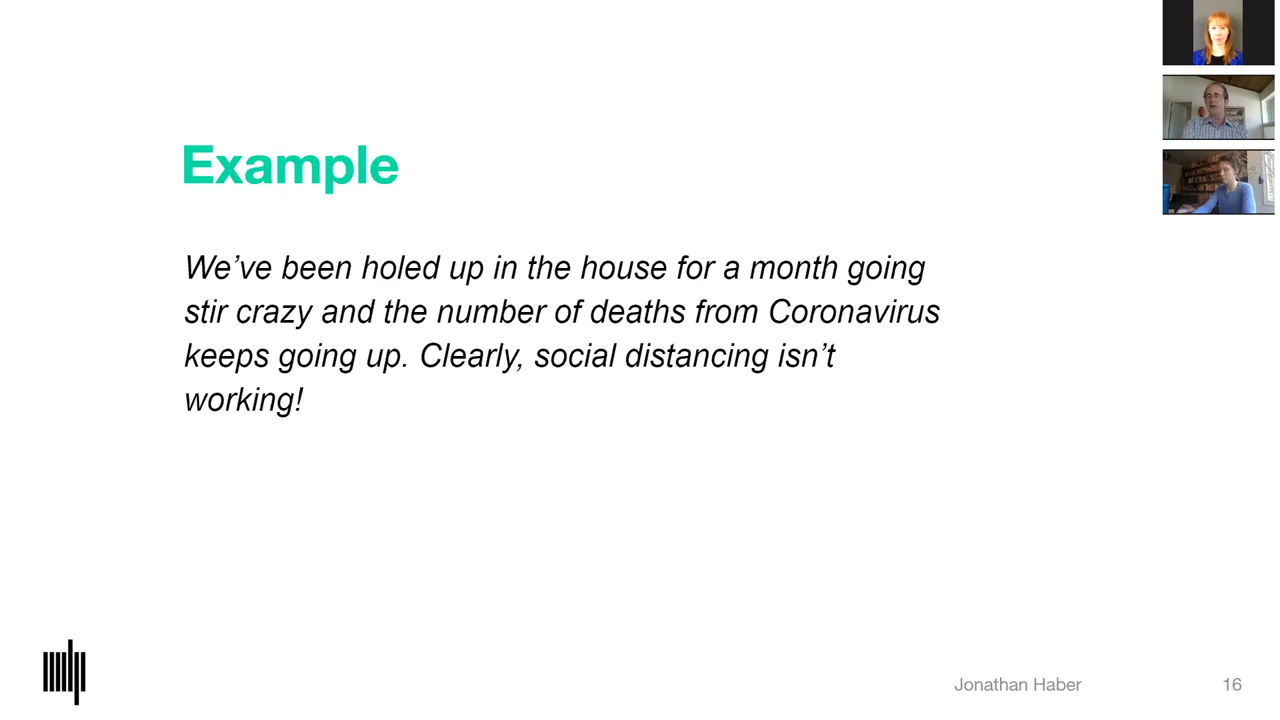 Example
We’ve been holed up in the house for a month going
stir crazy and the number of deaths from Coronavirus
keeps going up. Clearly, social distancing isn’t
working!
Jonathan Haber
16